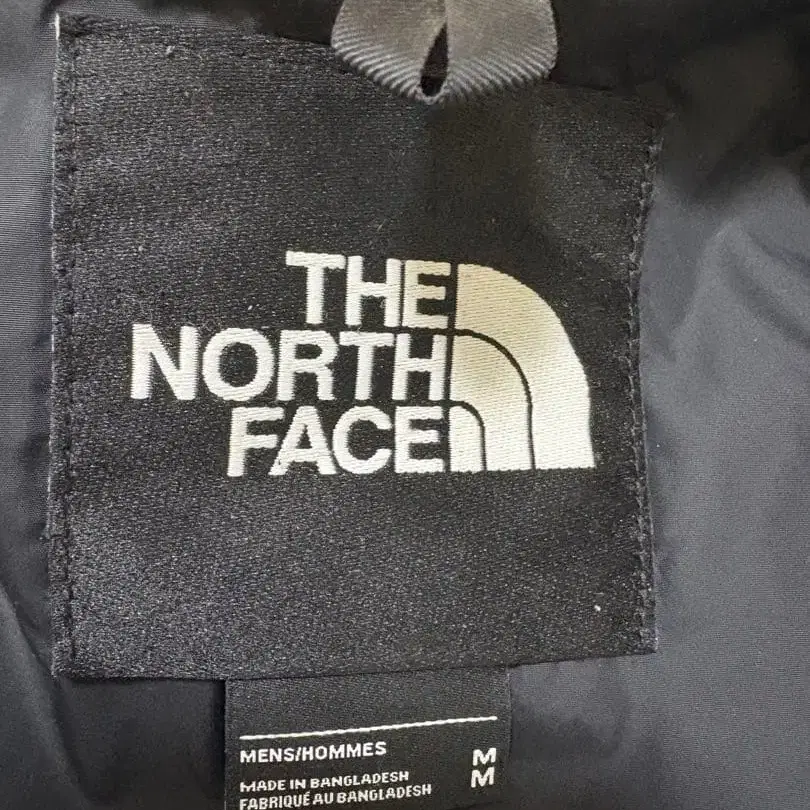 THE
NORTH
FACE
MENS/HOMMES M
M
MADE IN BANGLADESH
FABRIQUÉ AU BANGLADESH